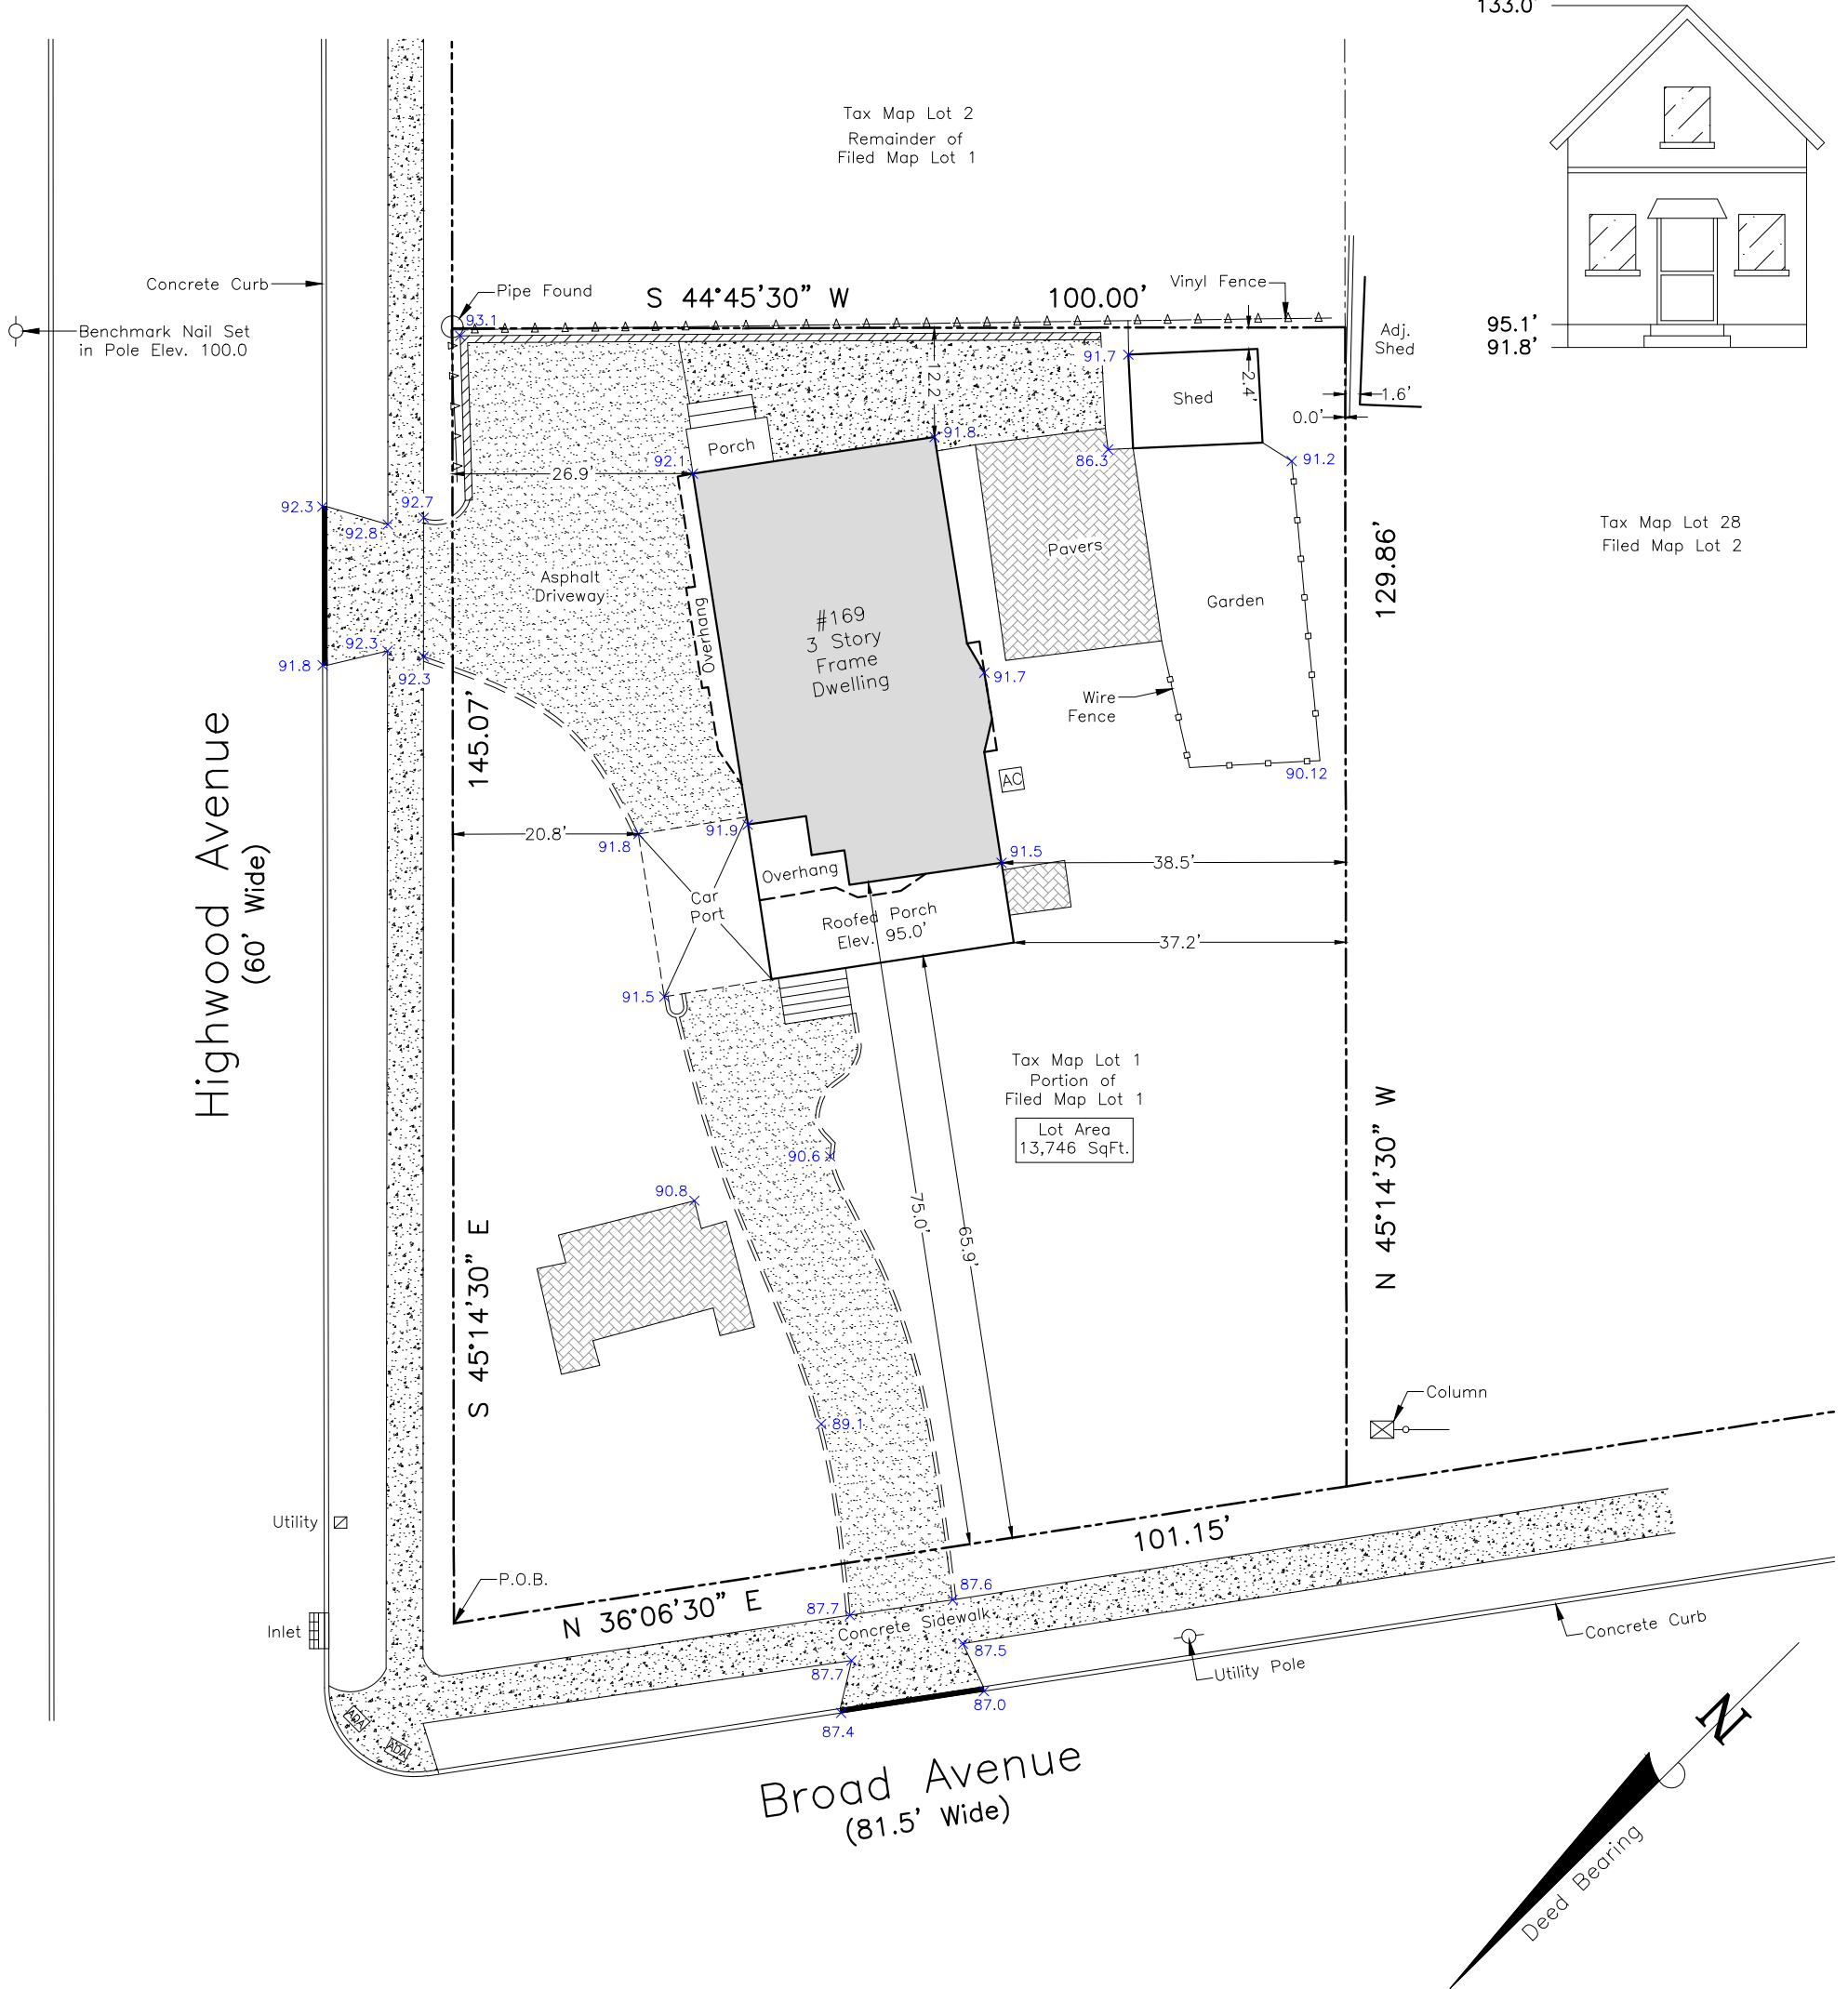 133.0'
Tax Map Lot 2
Remainder of
Filed Map Lot 1
Concrete Curb
Pipe Found
S 44°45'30" W
100.00'
Vinyl Fence
Benchmark Nail Set
in Pole Elev. 100.0
93.1
95.1'
91.8'
Adj.
Shed
91.7
12.2
2.4'
Shed
1.6'
0.0'
Porch
91.8
92.1
26.9
86.3
91.2
92.3
92.7
92.8
Tax Map Lot 28
Filed Map Lot 2
129.86'
Pavers
Asphalt
Driveway
Garden
Overhang
#169
3 Story
Frame
Dwelling
92.3
91.8
92.3
91.7
Wire
Fence
Highwood Avenue
(60' Wide)
145.07'
AC
90.12
20.8'
91.8
91.9
91.5
38.5'
Overhang
Car
Port
Roofed Porch
Elev. 95.0'
37.2'
91.5
Tax Map Lot 1
Portion of
Filed Map Lot 1
Lot Area
13,746 SqFt.
N 45°14'30" W
90.6
90.8
75.0'
65.9'
S 45°14'30" E
Column
89.1
Utility
101.15'
P.O.B.
87.6
N 36°06'30" E
87.7
Concrete Sidewalk
Inlet
87.5
Concrete Curb
87.7
Utility Pole
87.0
87.4
ADA
ADA
Broad Avenue
(81.5' Wide)
N
Deed Bearing